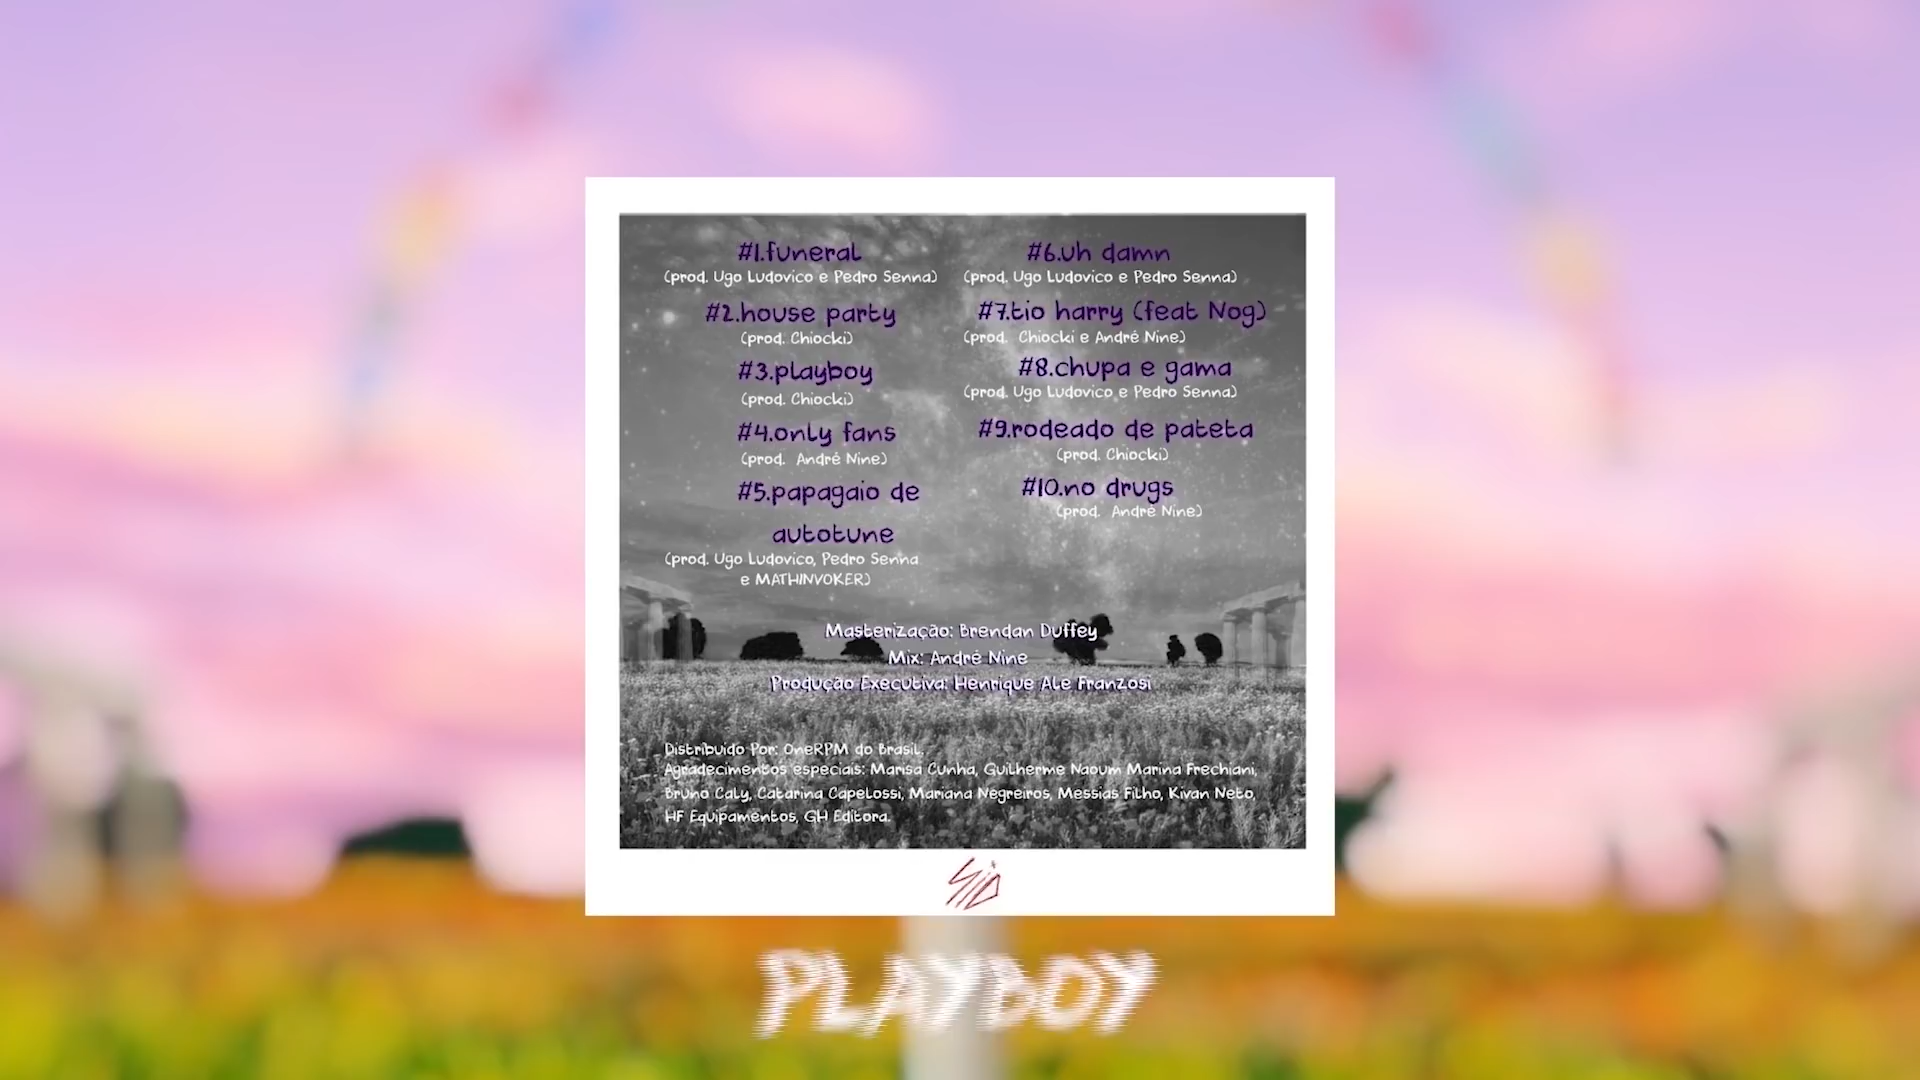 #1.funeral
(prod. Ugo Ludovico e Pedro Senna)
#2.house party
(prod. Chiocki)
#3.playboy
(prod. Chiocki)
#4.only fans
(prod. André Nine)
#5.papagaio de
autotune
(prod. Ugo Ludovico, Pedro Senna
e MATHINVOKER)
#6.uh damn
(prod. Ugo Ludovico e Pedro Senna)
#7.tio harry (feat Nog)
(prod. Chiocki e André Nine)
#8.chupa e gama
(prod. Ugo Ludovico e Pedro Senna)
#9.rodeado de pateta
(prod. Chiocki)
#10.no drugs
(prod. André Nine)
Masterização: Brendan Duffey
Mix: André Nine
Produção Executiva: Henrique Ale Franzosi
Distribuido Por: OneRPM do Brasil.
Agradecimentos especiais: Marisa Cunha, Guilherme Naoum Marina Frechiani,
Bruno Caly, Catarina Capelossi, Mariana Negreiros, Messias Filho, Kivan Neto,
HF Equipamentos, GH Editora.
SiD
PLAYBOY